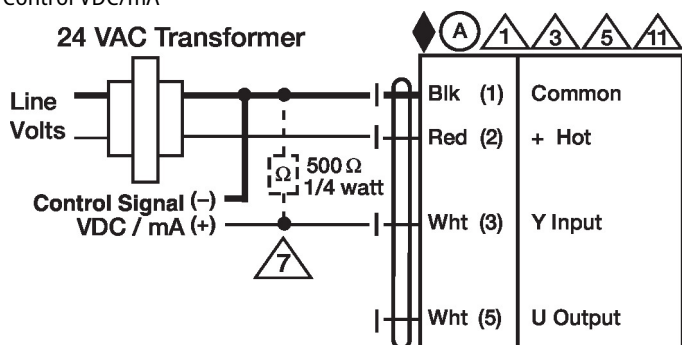 Control VDC/mA
24 VAC Transformer
A 1 3 5 11
Line
Volts
Blk (1) Common
Red (2) + Hot
Ω 500 Ω
1/4 watt
Control Signal (–)
VDC / mA (+)
Wht (3) Y Input
7
Wht (5) U Output